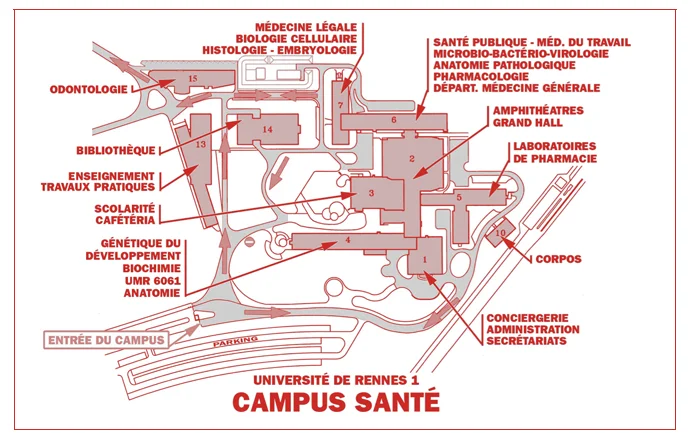 MÉDECINE LÉGALE
BIOLOGIE CELLULAIRE
HISTOLOGIE - EMBRYOLOGIE
SANTÉ PUBLIQUE - MÉD. DU TRAVAIL
MICROBIO-BACTÉRIO-VIROLOGIE
ANATOMIE PATHOLOGIQUE
PHARMACOLOGIE
DÉPART. MÉDECINE GÉNÉRALE
15
ODONTOLOGIE
7
6
AMPHITHÉATRES
GRAND HALL
14
13
BIBLIOTHÈQUE
2
LABORATOIRES
DE PHARMACIE
ENSEIGNEMENT
TRAVAUX PRATIQUES
3
5
SCOLARITÉ
CAFÉTÉRIA
10
4
GÉNÉTIQUE DU
DÉVELOPPEMENT
BIOCHIMIE
UMR 6061
ANATOMIE
1
CORPOS
CONCIERGERIE
ADMINISTRATION
SECRÉTARIATS
ENTRÉE DU CAMPUS
PARKING
UNIVERSITÉ DE RENNES 1
CAMPUS SANTÉ